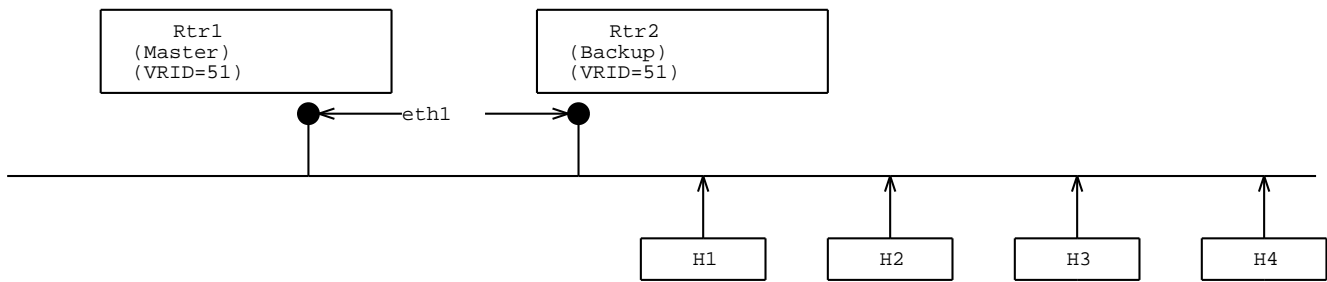 Rtr1
(Master)
(VRID=51)
Rtr2
(Backup)
(VRID=51)
eth1
H1
H2
H3
H4